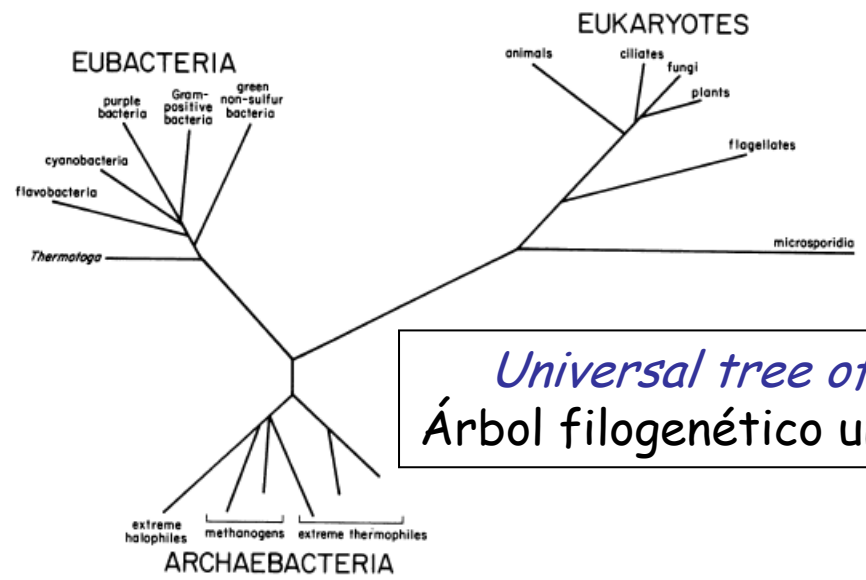 EUBACTERIA
purple
bacteria
Gram-
positive
bacteria
green
non-sulfur
bacteria
cyanobacteria
flavobacteria
Thermotoga
EUKARYOTES
animals
ciliates
fungi
plants
flagellates
microsporidia
Universal tree of
Árbol filogenético
extreme
halophiles
methanogens
extreme thermophiles
ARCHAEBACTERIA